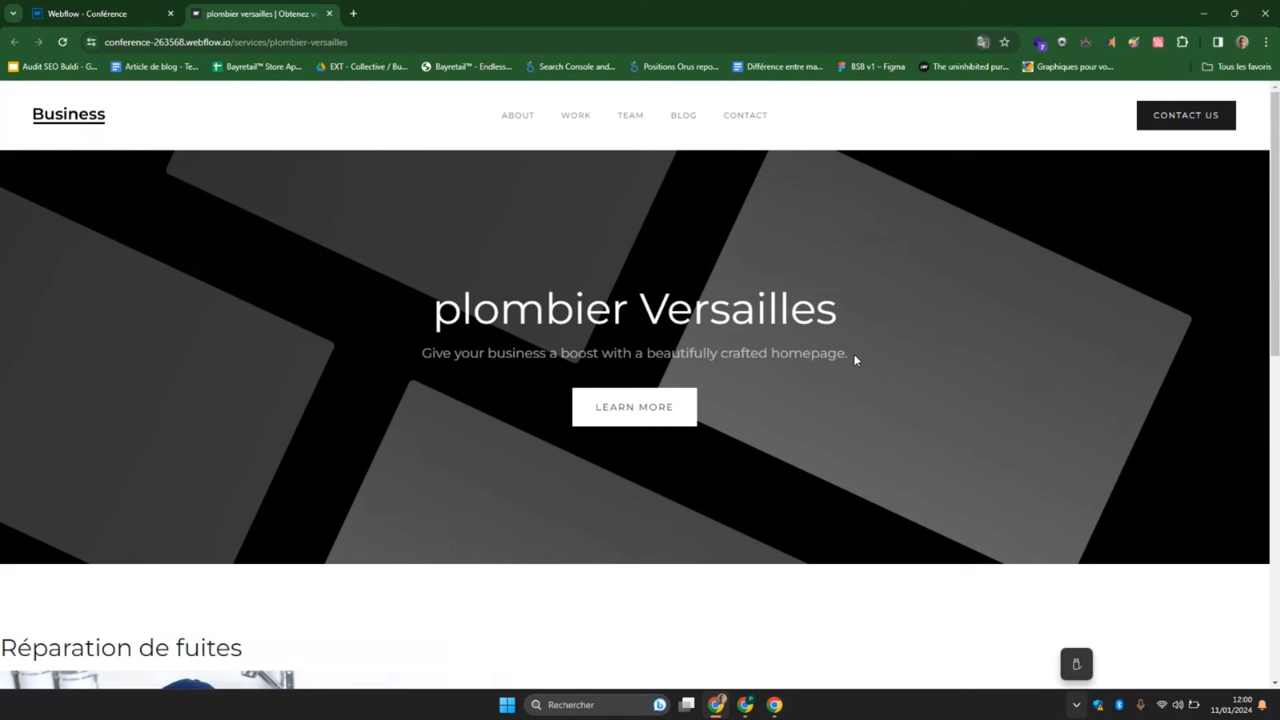 Webflow - Conférence
plombier versailles | Obtenez v
conference-263568.webflow.io/services/plombier-versailles
Audit SEO Buldi - G...
Article de blog - Te...
Bayretail™ Store Ap...
EXT - Collective / Bu...
Bayretail™ - Endless...
Search Console and...
Positions Orus repo...
Différence entre ma...
BSB v1 – Figma
The uninhibited pur...
Graphiques pour vo...
Tous les favoris
Business
ABOUT
WORK
TEAM
BLOG
CONTACT
CONTACT US
plombier Versailles
Give your business a boost with a beautifully crafted homepage.
LEARN MORE
Réparation de fuites
Rechercher
12:00
11/01/2024